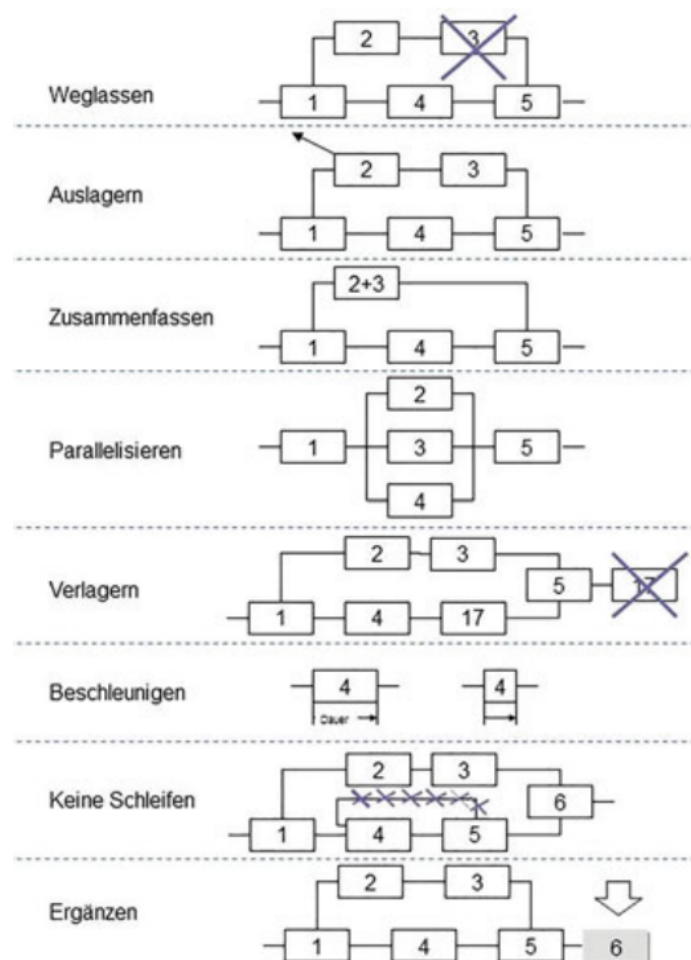 2 3
Weglassen 1 4 5
2 3
Auslagern
1 4 5
2+3
Zusammenfassen
1 4 5
2
Parallelisieren 1 3 5
4
2 3
5 17
Verlagern
1 4 17
Beschleunigen 4 4
Dauer
2 3
Keine Schleifen 6
1 4 5
2 3
Ergänzen
1 4 5 6